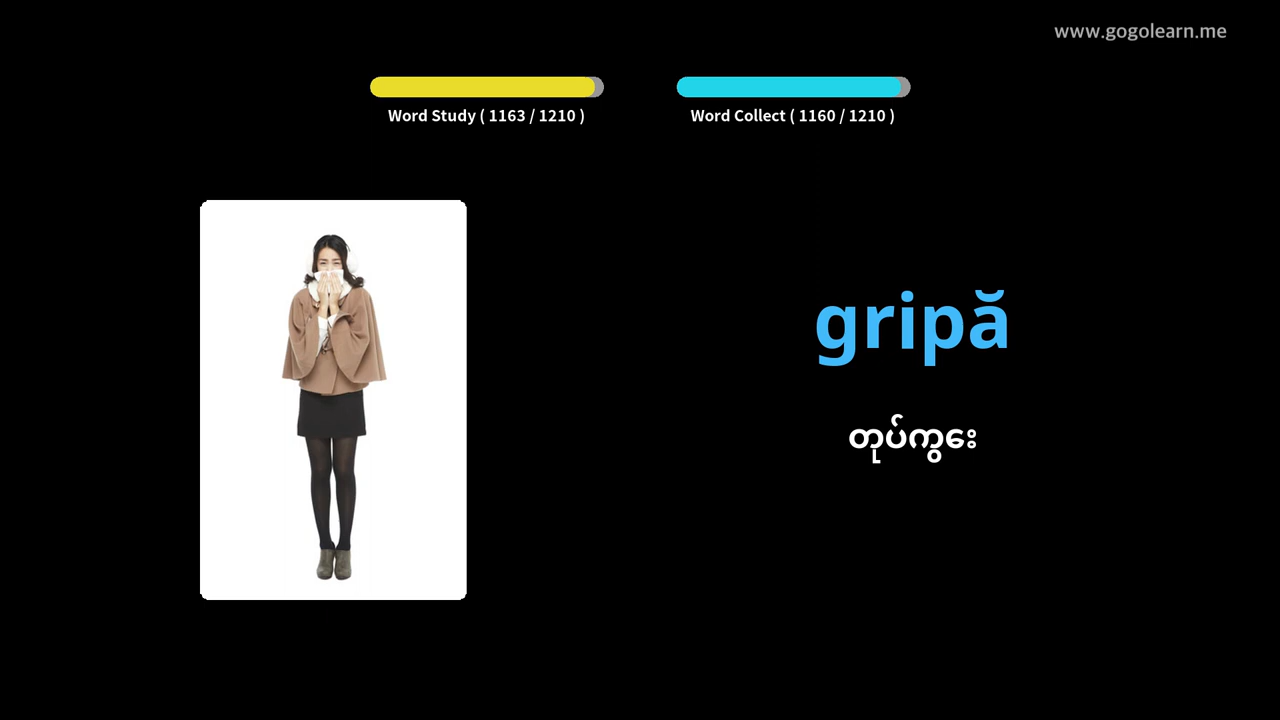 www.gogolearn.me
Word Study ( 1163 / 1210 )
Word Collect ( 1160 / 1210 )
gripă
တုပ်ကွေး